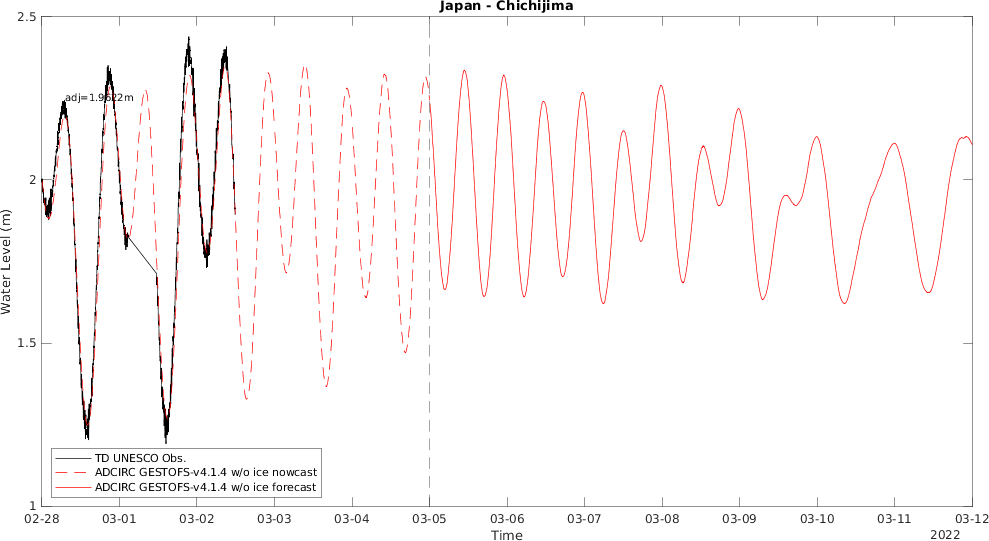 Japan - Chichijima
Water Level (m)
2.5
2
1.5
1
adj=1.9622m
TD UNESCO Obs.
ADCIRC GESTOFS-v4.1.4 w/o ice nowcast
ADCIRC GESTOFS-v4.1.4 w/o ice forecast
02-28 03-01 03-02 03-03 03-04 03-05 03-06 03-07 03-08 03-09 03-10 03-11 03-12
Time
2022